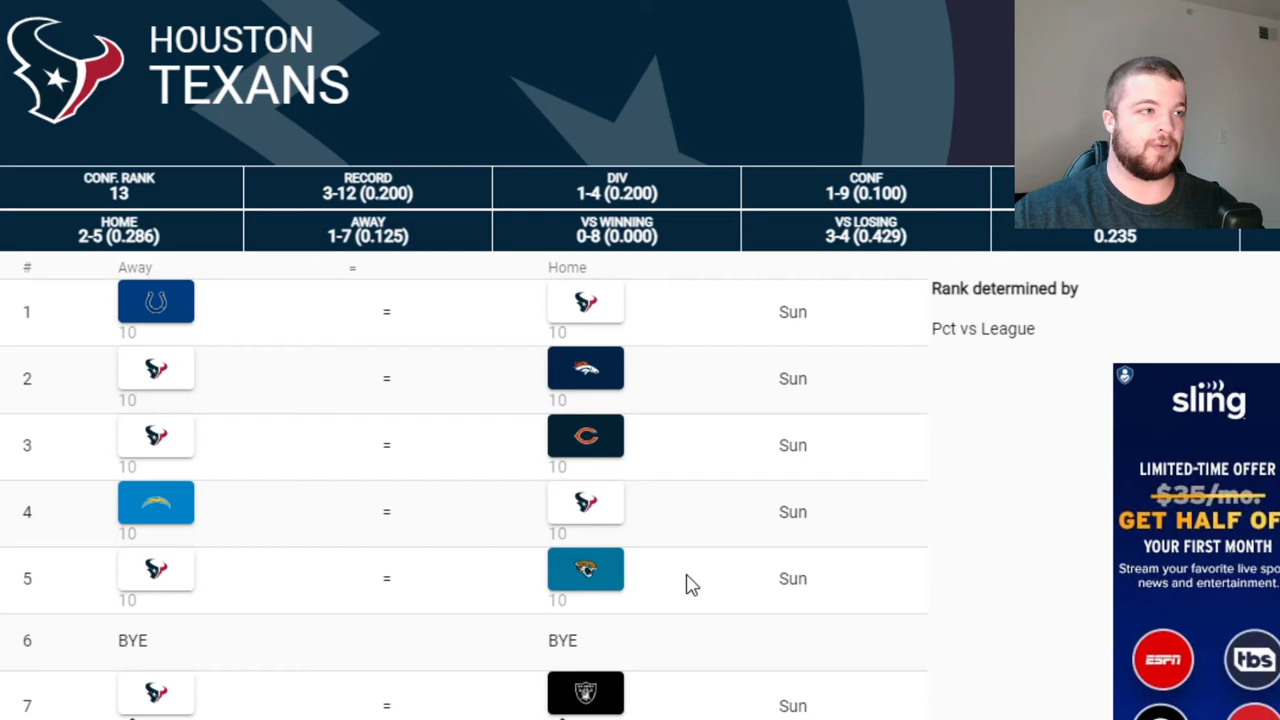 HOUSTON
TEXANS
CONF. RANK
13
RECORD
3-12 (0.200)
DIV
1-4 (0.200)
CONF
1-9 (0.100)
HOME
2-5 (0.286)
AWAY
1-7 (0.125)
VS WINNING
0-8 (0.000)
VS LOSING
3-4 (0.429)
0.235
# Away = Home
1 = Sun
10 10
2 = Sun
10 10
3 = Sun
10 10
4 = Sun
10 10
5 = Sun
10 10
6 BYE BYE
7 = Sun
Rank determined by
Pct vs League
sling
LIMITED-TIME OFFER
$35/mo.
GET HALF OF
YOUR FIRST MONTH
Stream your favorite live spo
news and entertainment.
ESPN
tbs